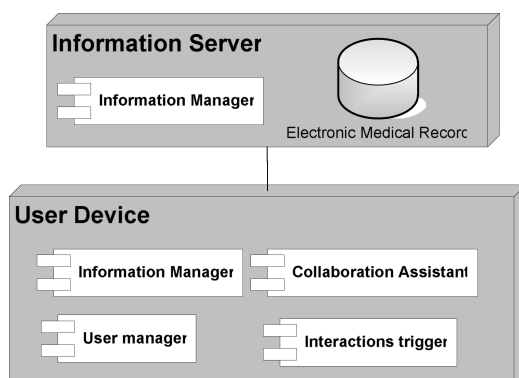 Information Server
Information Manager
Electronic Medical Recorc
User Device
Information Manager
Collaboration Assistant
User manager
Interactions trigger